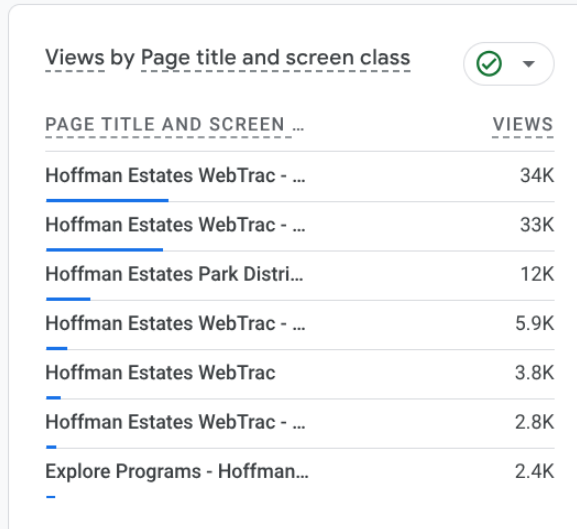 Views by Page title and screen class
PAGE TITLE AND SCREEN … VIEWS
Hoffman Estates WebTrac - … 34K
Hoffman Estates WebTrac - … 33K
Hoffman Estates Park Distri… 12K
Hoffman Estates WebTrac - … 5.9K
Hoffman Estates WebTrac 3.8K
Hoffman Estates WebTrac - … 2.8K
Explore Programs - Hoffman… 2.4K